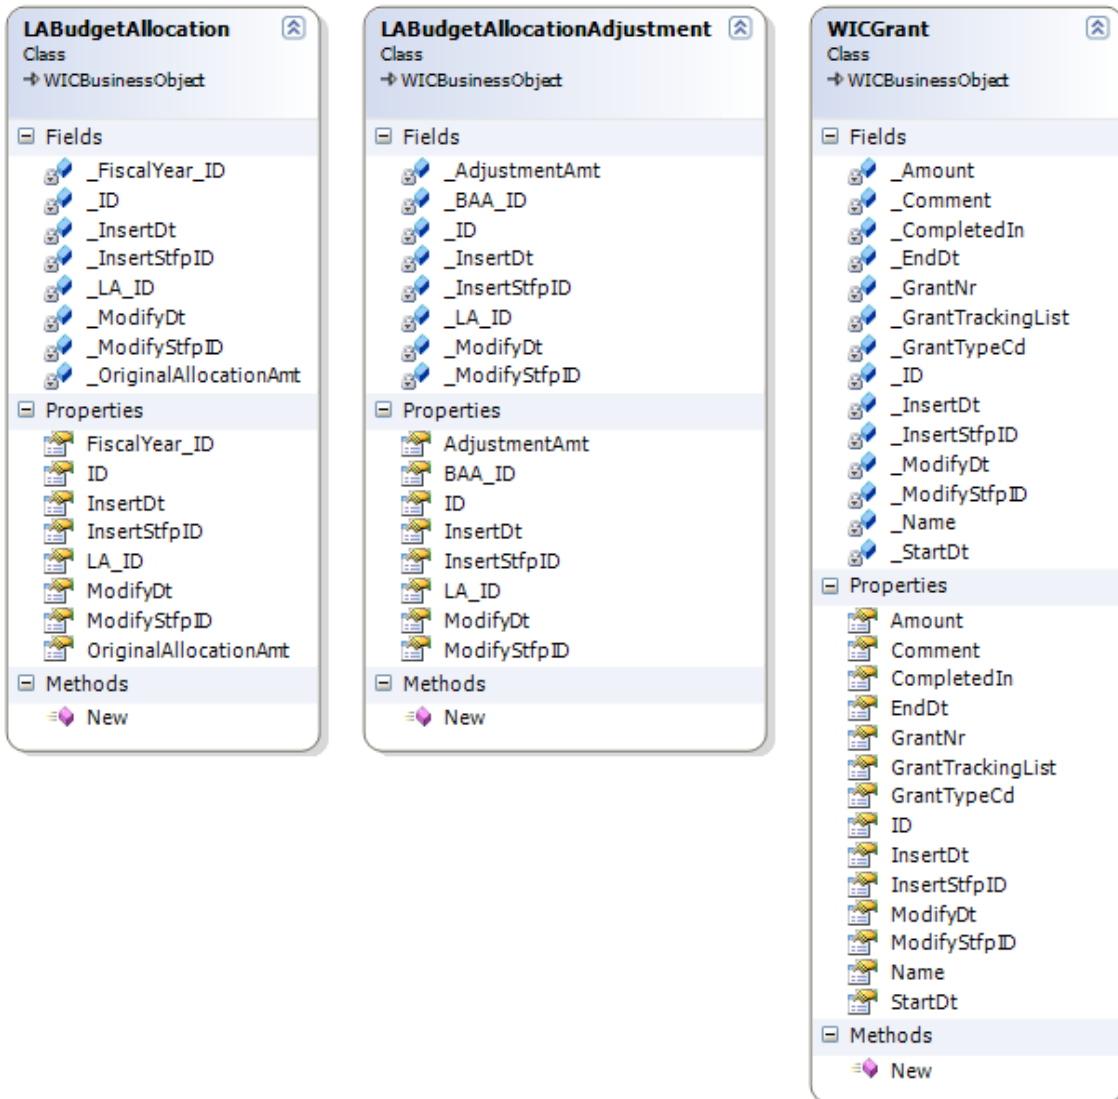 LABudgetAllocation
Class
WICBusinessObject
Fields
_FiscalYear_ID
_ID
_InsertDt
_InsertStfpID
_LA_ID
_ModifyDt
_ModifyStfpID
_OriginalAllocationAmt
Properties
FiscalYear_ID
ID
InsertDt
InsertStfpID
LA_ID
ModifyDt
ModifyStfpID
OriginalAllocationAmt
Methods
New
LABudgetAllocationAdjustment
Class
WICBusinessObject
Fields
_AdjustmentAmt
_BAA_ID
_ID
_InsertDt
_InsertStfpID
_LA_ID
_ModifyDt
_ModifyStfpID
Properties
AdjustmentAmt
BAA_ID
ID
InsertDt
InsertStfpID
LA_ID
ModifyDt
ModifyStfpID
Methods
New
WICGrant
Class
WICBusinessObject
Fields
_Amount
_Comment
_CompletedIn
_EndDt
_GrantNr
_GrantTrackingList
_GrantTypeCd
_ID
_InsertDt
_InsertStfpID
_ModifyDt
_ModifyStfpID
_Name
_StartDt
Properties
Amount
Comment
CompletedIn
EndDt
GrantNr
GrantTrackingList
GrantTypeCd
ID
InsertDt
InsertStfpID
ModifyDt
ModifyStfpID
Name
StartDt
Methods
New